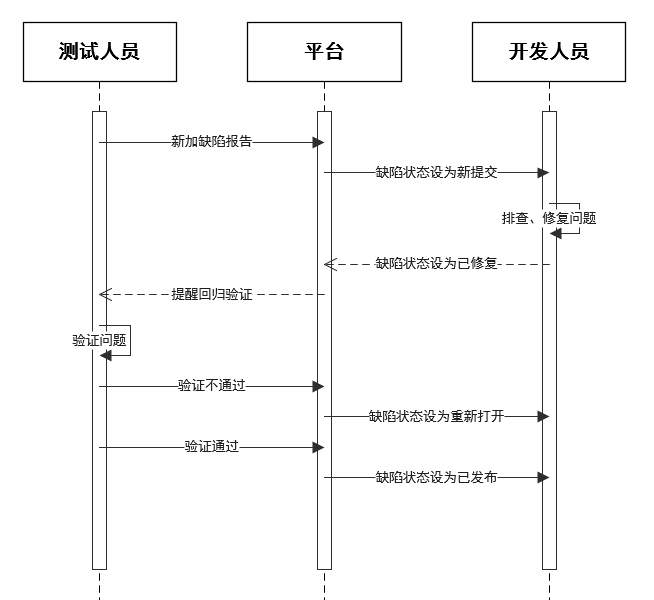 测试人员
平台
开发人员
新加缺陷报告
缺陷状态设为新提交
排查、修复问题
缺陷状态设为已修复
提醒回归验证
验证问题
验证不通过
缺陷状态设为重新打开
验证通过
缺陷状态设为已发布